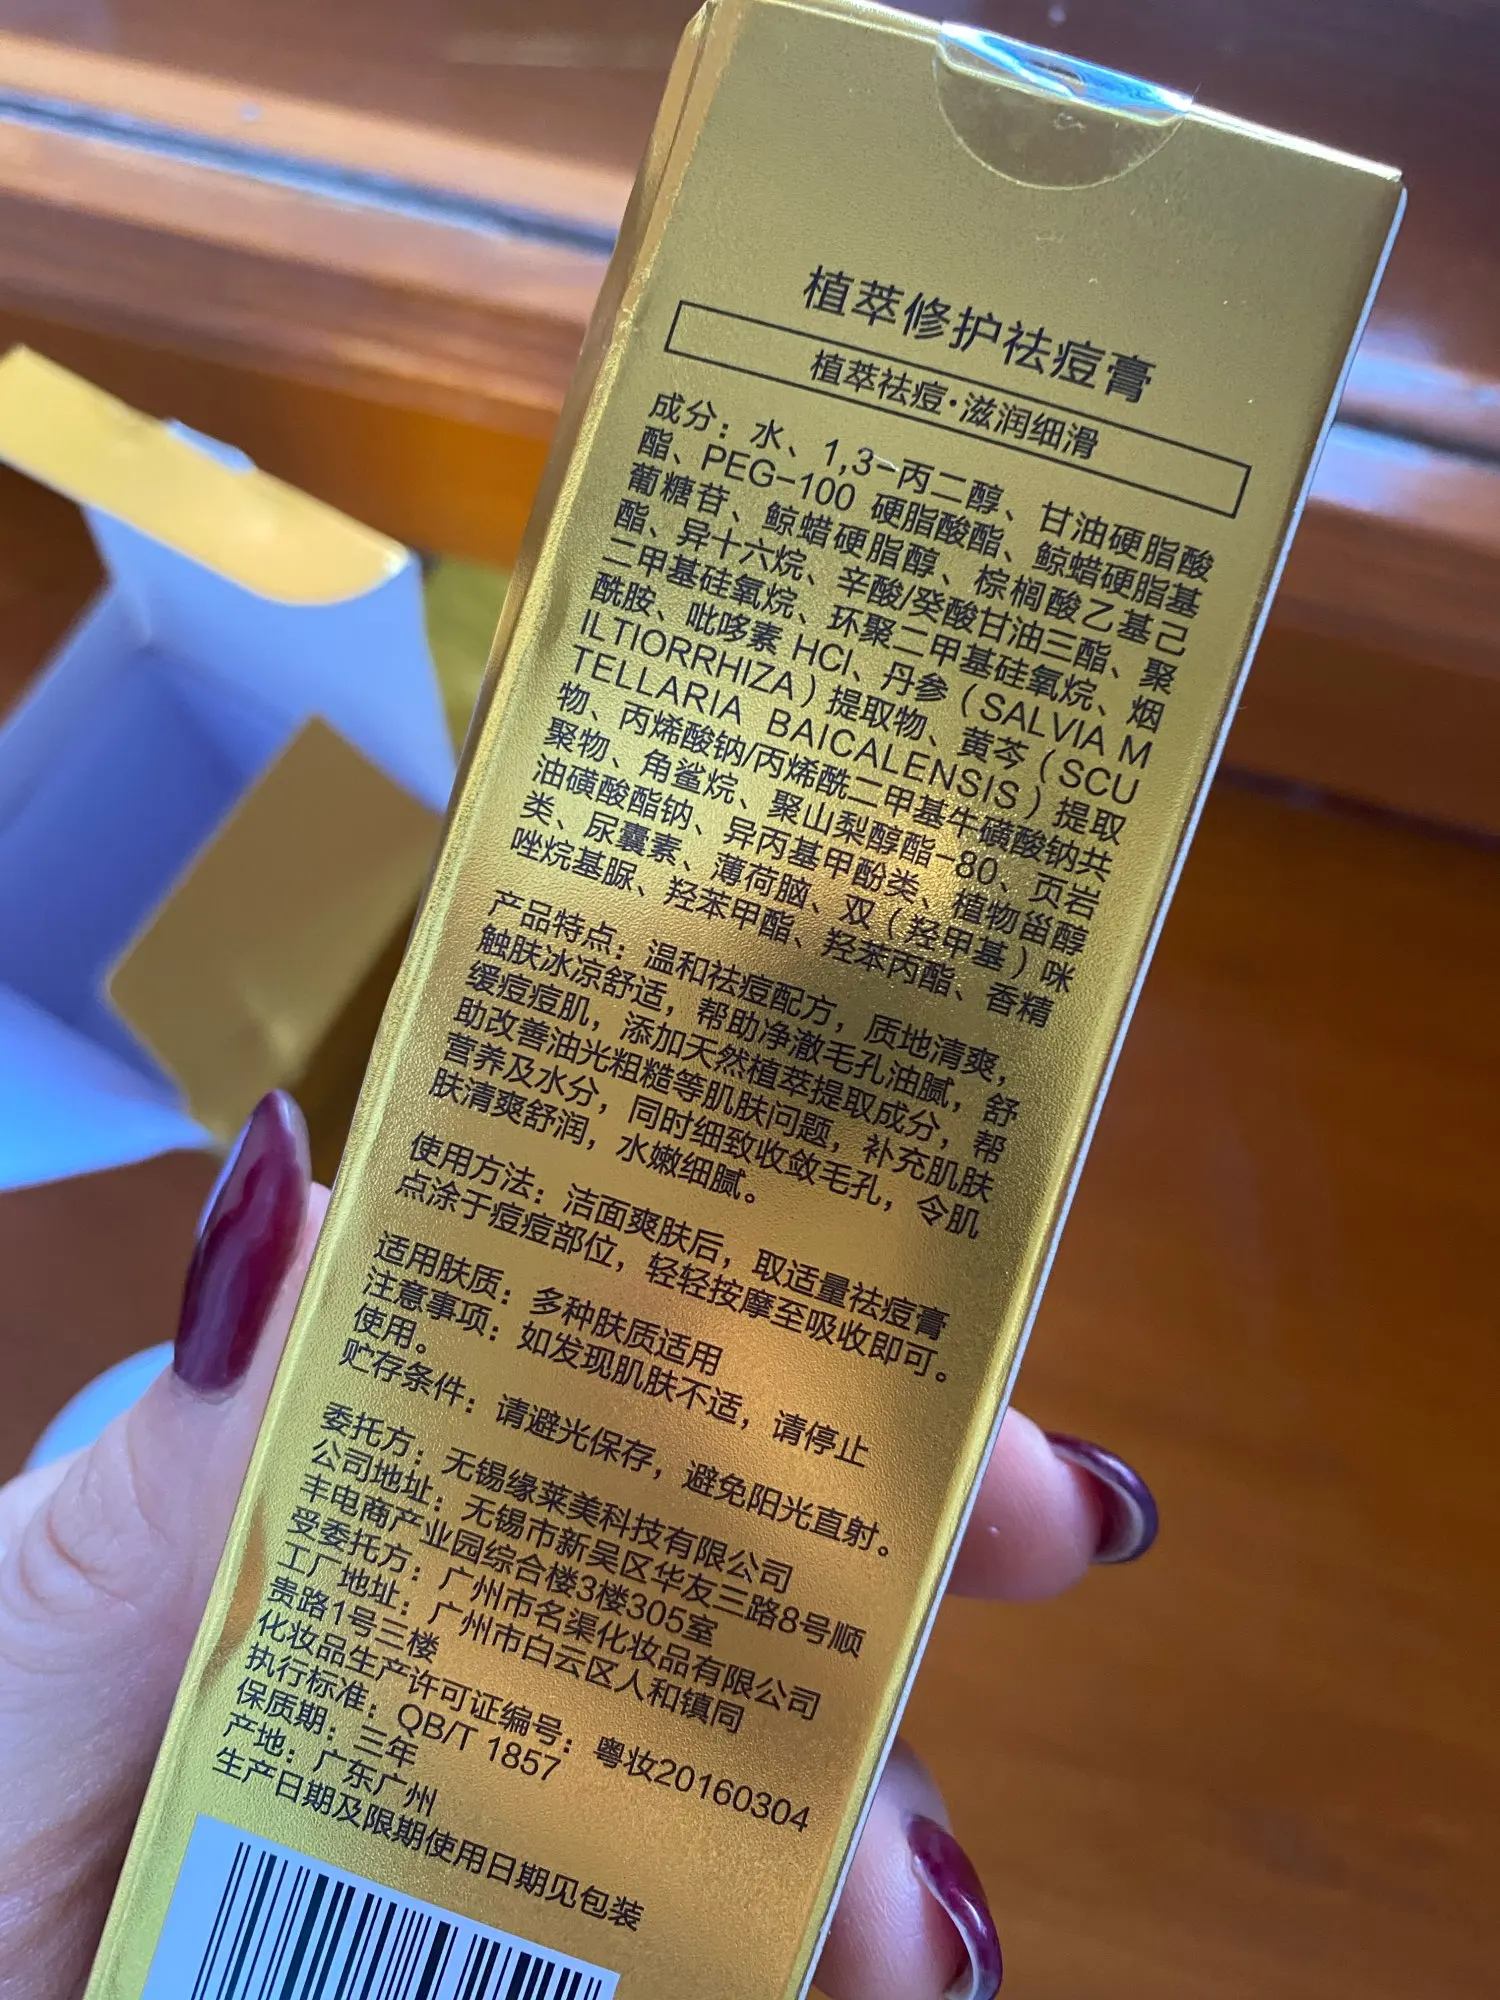 植萃修护祛痘膏
植萃祛痘·滋润细滑
成分：水、1,3-丙二醇、甘油硬脂酸
酯、PEG-100 硬脂酸酯、鲸蜡硬脂基
葡糖苷、鲸蜡硬脂醇、棕榈酸乙基己
酯、异十六烷、辛酸/癸酸甘油三酯、聚
二甲基硅氧烷、环聚二甲基硅氧烷、烟
酰胺、吡哆素 HCl、丹参（SALVIA M
ILTIORRHIZA）提取物、黄芩（SCU
TELLARIA BAICALENSIS）提取
物、丙烯酸钠/丙烯酰二甲基牛磺酸钠共
聚物、角鲨烷、聚山梨醇酯-80、页岩
油磺酸酯钠、异丙基甲酚类、植物甾醇
类、尿囊素、薄荷脑、双（羟甲基）咪
唑烷基脲、羟苯甲酯、羟苯丙酯、香精
产品特点：温和祛痘配方，质地清爽，
触肤冰凉舒适，帮助净澈毛孔油腻，舒
缓痘痘肌，添加天然植萃提取成分，帮
助改善油光粗糙等肌肤问题，补充肌肤
营养及水分，同时细致收敛毛孔，令肌
肤清爽舒润，水嫩细腻。
使用方法：洁面爽肤后，取适量祛痘膏
点涂于痘痘部位，轻轻按摩至吸收即可。
适用肤质：多种肤质适用
注意事项：如发现肌肤不适，请停止
使用。
贮存条件：请避光保存，避免阳光直射。
委托方：无锡缘莱美科技有限公司
公司地址：无锡市新吴区华友三路8号顺
丰电商产业园综合楼3楼305室
受委托方：广州市名渠化妆品有限公司
工厂地址：广州市白云区人和镇同
贵路1号三楼
化妆品生产许可证编号：粤妆20160304
执行标准：QB/T 1857
保质期：三年
产地：广东广州
生产日期及限期使用日期见包装